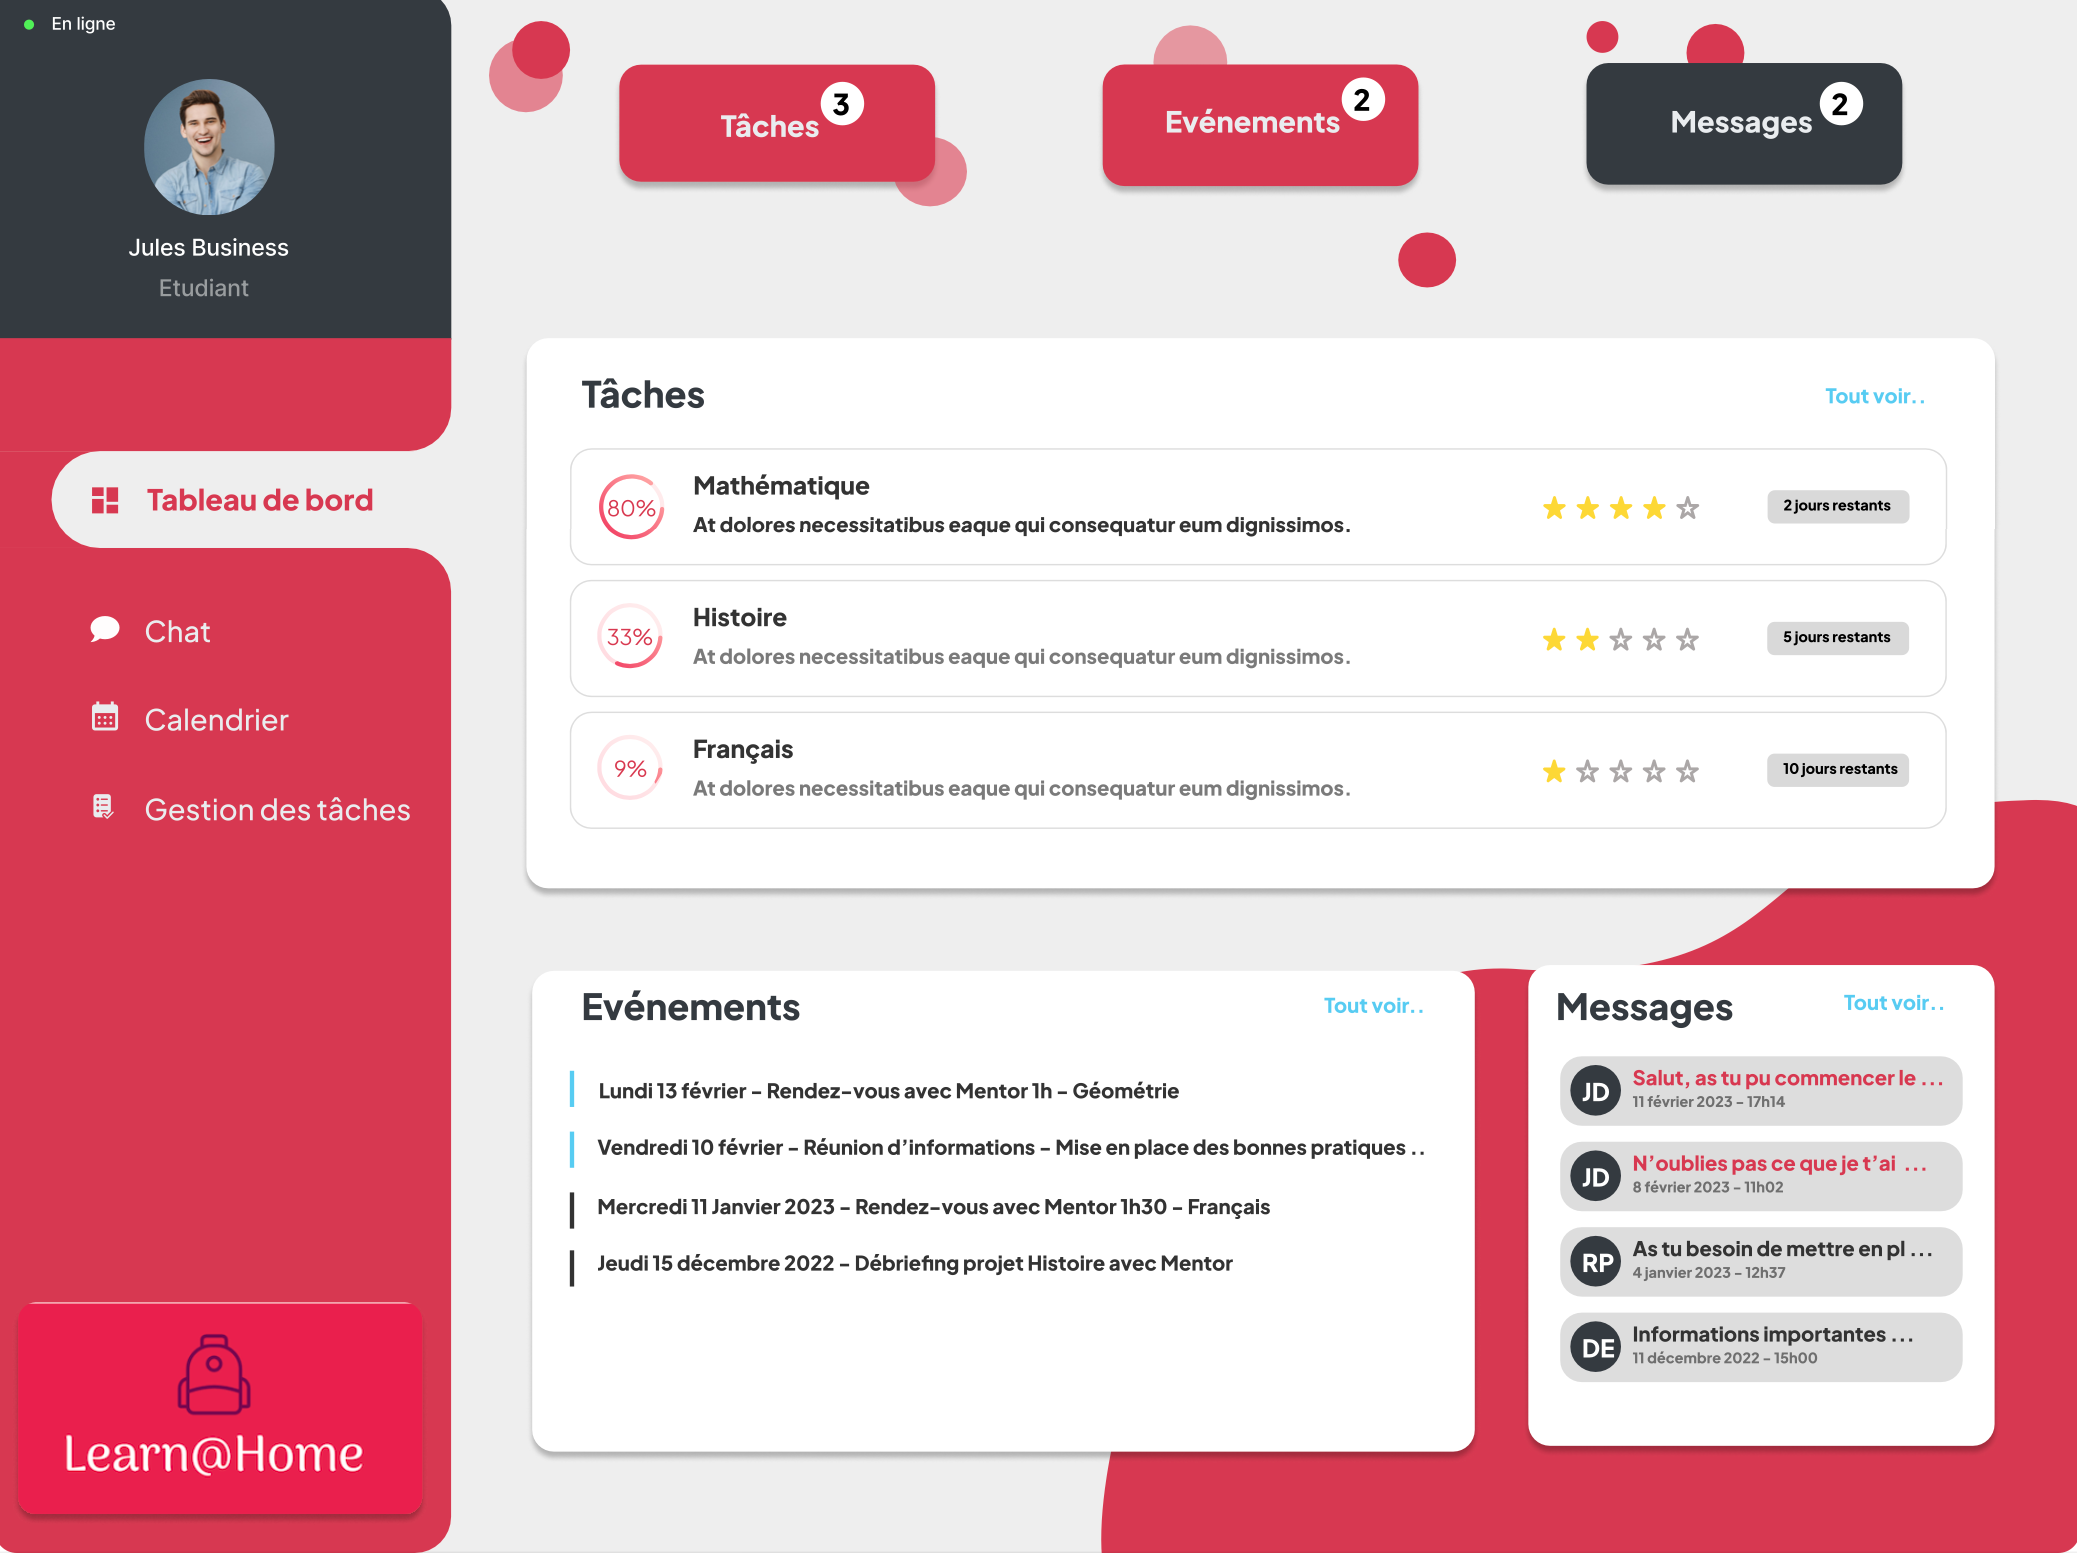 En ligne
Jules Business
Etudiant
Tableau de bord
Chat
Calendrier
Gestion des tâches
Learn@Home
Tâches
3
Evénements
2
Messages
2
Tâches
Tout voir..
80%
Mathématique
At dolores necessitatibus eaque qui consequatur eum dignissimos.
2 jours restants
33%
Histoire
At dolores necessitatibus eaque qui consequatur eum dignissimos.
5 jours restants
9%
Français
At dolores necessitatibus eaque qui consequatur eum dignissimos.
10 jours restants
Evénements
Tout voir..
Lundi 13 février - Rendez-vous avec Mentor 1h - Géométrie
Vendredi 10 février - Réunion d’informations - Mise en place des bonnes pratiques ..
Mercredi 11 Janvier 2023 - Rendez-vous avec Mentor 1h30 - Français
Jeudi 15 décembre 2022 - Débriefing projet Histoire avec Mentor
Messages
Tout voir..
JD
Salut, as tu pu commencer le ...
11 février 2023 - 17h14
JD
N’oublies pas ce que je t’ai ...
8 février 2023 - 11h02
RP
As tu besoin de mettre en pl ...
4 janvier 2023 - 12h37
DE
Informations importantes ...
11 décembre 2022 - 15h00